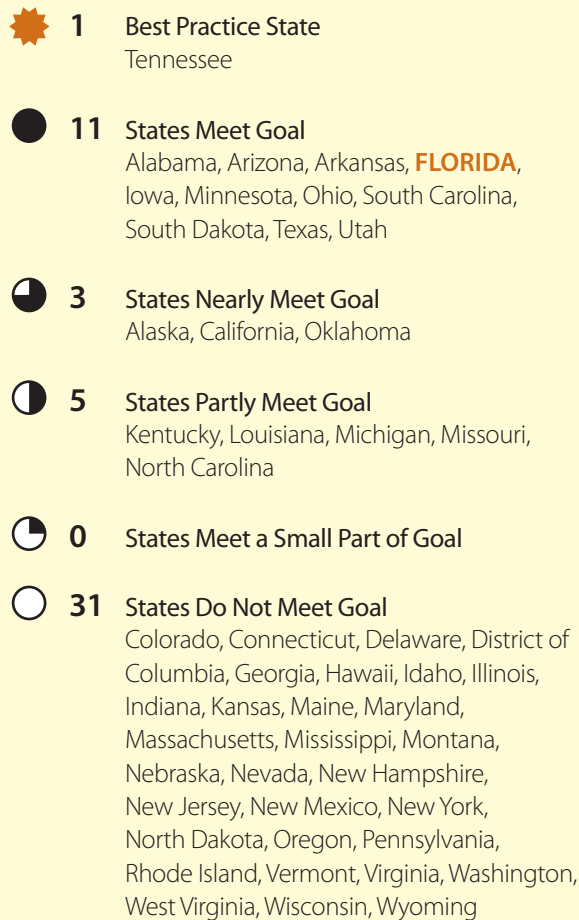 1 Best Practice State
Tennessee
11 States Meet Goal
Alabama, Arizona, Arkansas, FLORIDA,
Iowa, Minnesota, Ohio, South Carolina,
South Dakota, Texas, Utah
3 States Nearly Meet Goal
Alaska, California, Oklahoma
5 States Partly Meet Goal
Kentucky, Louisiana, Michigan, Missouri,
North Carolina
0 States Meet a Small Part of Goal
31 States Do Not Meet Goal
Colorado, Connecticut, Delaware, District of
Columbia, Georgia, Hawaii, Idaho, Illinois,
Indiana, Kansas, Maine, Maryland,
Massachusetts, Mississippi, Montana,
Nebraska, Nevada, New Hampshire,
New Jersey, New Mexico, New York,
North Dakota, Oregon, Pennsylvania,
Rhode Island, Vermont, Virginia, Washington,
West Virginia, Wisconsin, Wyoming